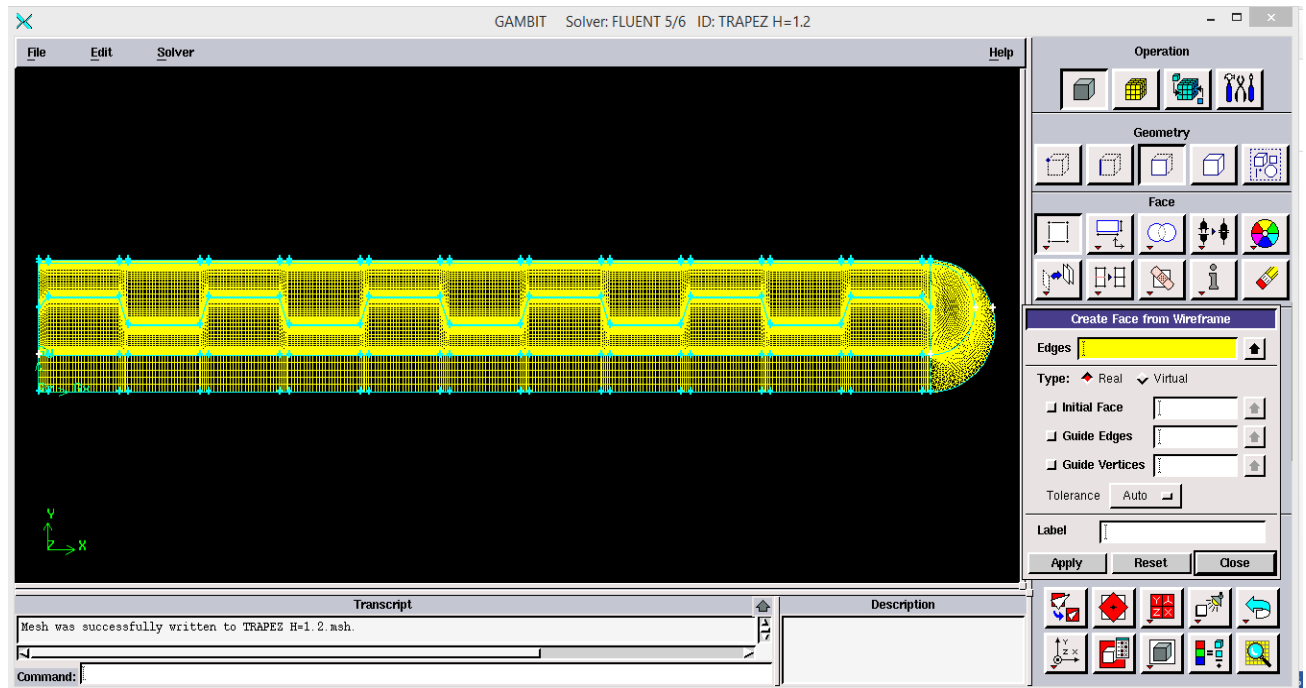 GAMBIT Solver: FLUENT 5/6 ID: TRAPEZ H=1.2
File Edit Solver Help
Operation
Geometry
Face
Create Face from Wireframe
Edges
Type: Real Virtual
Initial Face
Guide Edges
Guide Vertices
Tolerance Auto
Label
Apply Reset Close
Y
Z X
Transcript
Description
Mesh was successfully written to TRAPEZ H=1.2.msh.
Command: